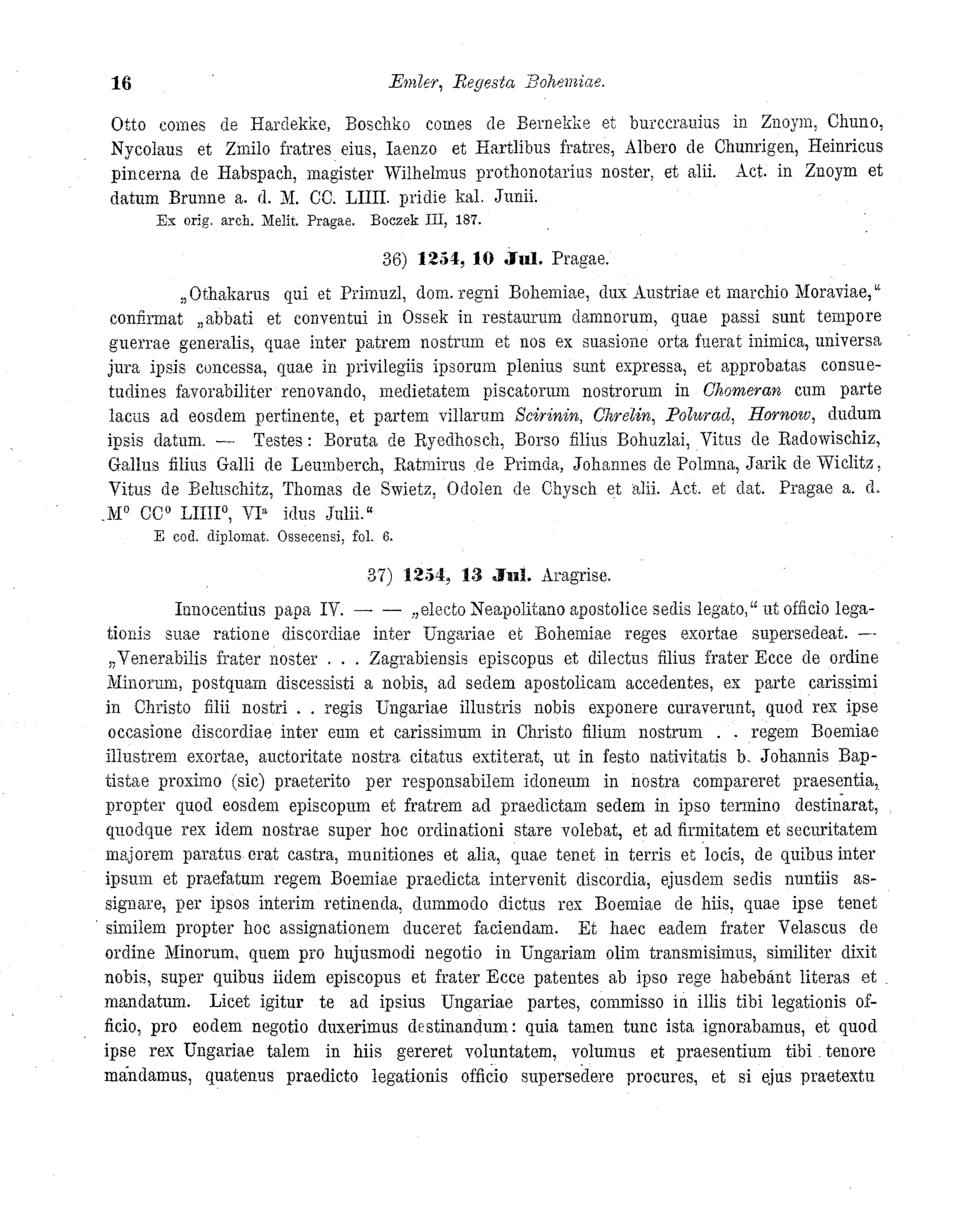 16 Emler, Regesta Bohemiae.
Otto comes de Hardekke, Boschko comes de Bernekke et burccrauius in Znoym, Chuno,
Nycolaus et Zmilo fratres eius, Iaenzo et Hartlibus fratres, Albero de Chunrigen, Heinricus
pincerna de Habspach, magister Wilhelmus prothonotarius noster, et alii. Act. in Znoym et
datum Brunne a. d. M. CC. LIIII. pridie kal. Junii.
Ex orig. arch. Melit. Pragae. Boczek III, 187.
36) 1254, 10 Jul. Pragae.
„Othakarus qui et Primuzl, dom. regni Bohemiae, dux Austriae et marchio Moraviae,“
confirmat „abbati et conventui in Ossek in restaurum damnorum, quae passi sunt tempore
guerrae generalis, quae inter patrem nostrum et nos ex suasione orta fuerat inimica, universa
jura ipsis concessa, quae in privilegiis ipsorum plenius sunt expressa, et approbatas consue-
tudines favorabiliter renovando, medietatem piscatorum nostrorum in Chomeran cum parte
lacus ad eosdem pertinente, et partem villarum Scirinin, Chrelin, Polurad, Hornow, dudum
ipsis datum. — Testes: Boruta de Ryedhosch, Borso filius Bohuzlai, Vitus de Radowischiz,
Gallus filius Galli de Leumberch, Ratmirus de Primda, Johannes de Polmna, Jarik de Wiclitz,
Vitus de Beluschitz, Thomas de Swietz, Odolen de Chysch et alii. Act. et dat. Pragae a. d.
M⁰ CC⁰ LIIII⁰, VIᵃ idus Julii.“
E cod. diplomat. Ossecensi, fol. 6.
37) 1254, 13 Jul. Aragrise.
Innocentius papa IV. — — „electo Neapolitano apostolice sedis legato,“ ut officio lega-
tionis suae ratione discordiae inter Ungariae et Bohemiae reges exortae supersedeat. —
„Venerabilis frater noster . . . Zagrabiensis episcopus et dilectus filius frater Ecce de ordine
Minorum, postquam discessisti a nobis, ad sedem apostolicam accedentes, ex parte carissimi
in Christo filii nostri . . regis Ungariae illustris nobis exponere curaverunt, quod rex ipse
occasione discordiae inter eum et carissimum in Christo filium nostrum . . regem Boemiae
illustrem exortae, auctoritate nostra citatus extiterat, ut in festo nativitatis b. Johannis Bap-
tistae proximo (sic) praeterito per responsabilem idoneum in nostra compareret praesentia,
propter quod eosdem episcopum et fratrem ad praedictam sedem in ipso termino destinarat,
quodque rex idem nostrae super hoc ordinationi stare volebat, et ad firmitatem et securitatem
majorem paratus erat castra, munitiones et alia, quae tenet in terris et locis, de quibus inter
ipsum et praefatum regem Boemiae praedicta intervenit discordia, ejusdem sedis nuntiis as-
signare, per ipsos interim retinenda, dummodo dictus rex Boemiae de hiis, quae ipse tenet
similem propter hoc assignationem duceret faciendam. Et haec eadem frater Velascus de
ordine Minorum, quem pro hujusmodi negotio in Ungariam olim transmisimus, similiter dixit
nobis, super quibus iidem episcopus et frater Ecce patentes ab ipso rege habebánt literas et
mandatum. Licet igitur te ad ipsius Ungariae partes, commisso in illis tibi legationis of-
ficio, pro eodem negotio duxerimus destinandum: quia tamen tunc ista ignorabamus, et quod
ipse rex Ungariae talem in hiis gereret voluntatem, volumus et praesentium tibi tenore
mandamus, quatenus praedicto legationis officio supersedere procures, et si ejus praetextu